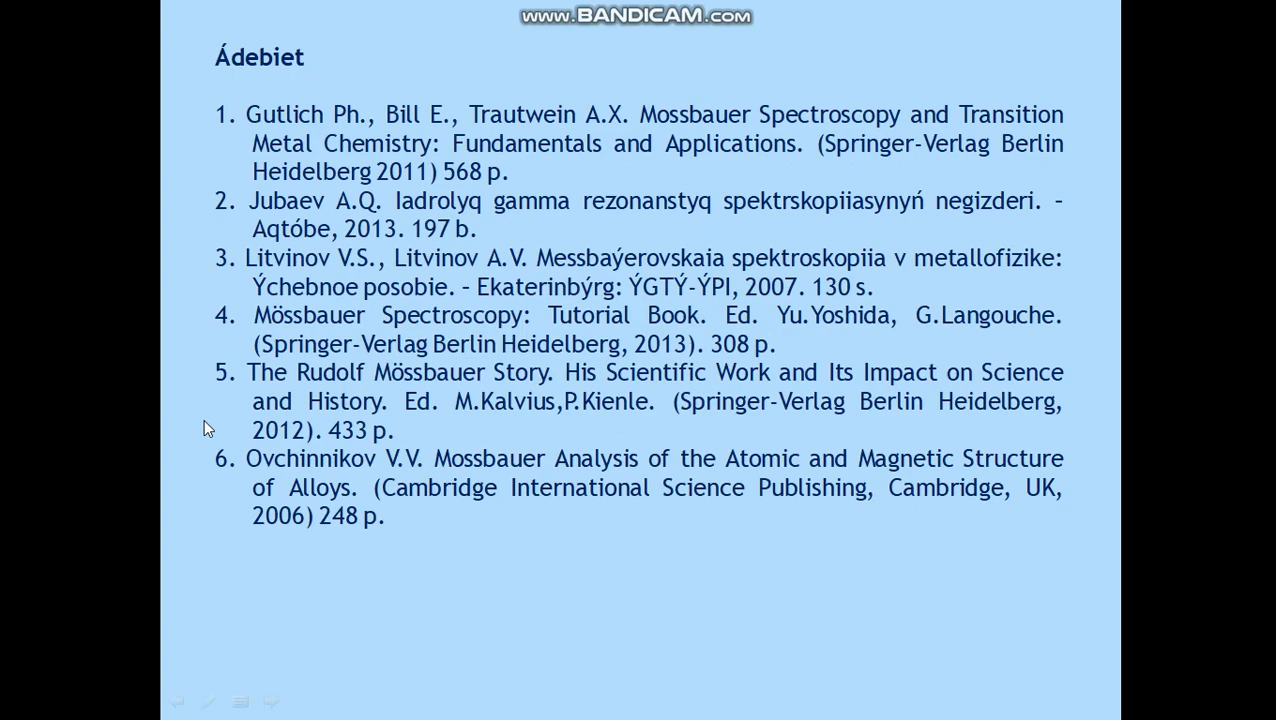 www.BANDICAM.com
Ádebiet
1. Gutlich Ph., Bill E., Trautwein A.X. Mossbauer Spectroscopy and Transition
Metal Chemistry: Fundamentals and Applications. (Springer-Verlag Berlin
Heidelberg 2011) 568 p.
2. Jubaev A.Q. Iadrolyq gamma rezonanstyq spektrskopiiasynyń negizderi. –
Aqtóbe, 2013. 197 b.
3. Litvinov V.S., Litvinov A.V. Messbaýerovskaia spektroskopiia v metallofizike:
Ýchebnoe posobie. – Ekaterinbýrg: ÝGTÝ-ÝPI, 2007. 130 s.
4. Mössbauer Spectroscopy: Tutorial Book. Ed. Yu.Yoshida, G.Langouche.
(Springer-Verlag Berlin Heidelberg, 2013). 308 p.
5. The Rudolf Mössbauer Story. His Scientific Work and Its Impact on Science
and History. Ed. M.Kalvius,P.Kienle. (Springer-Verlag Berlin Heidelberg,
2012). 433 p.
6. Ovchinnikov V.V. Mossbauer Analysis of the Atomic and Magnetic Structure
of Alloys. (Cambridge International Science Publishing, Cambridge, UK,
2006) 248 p.